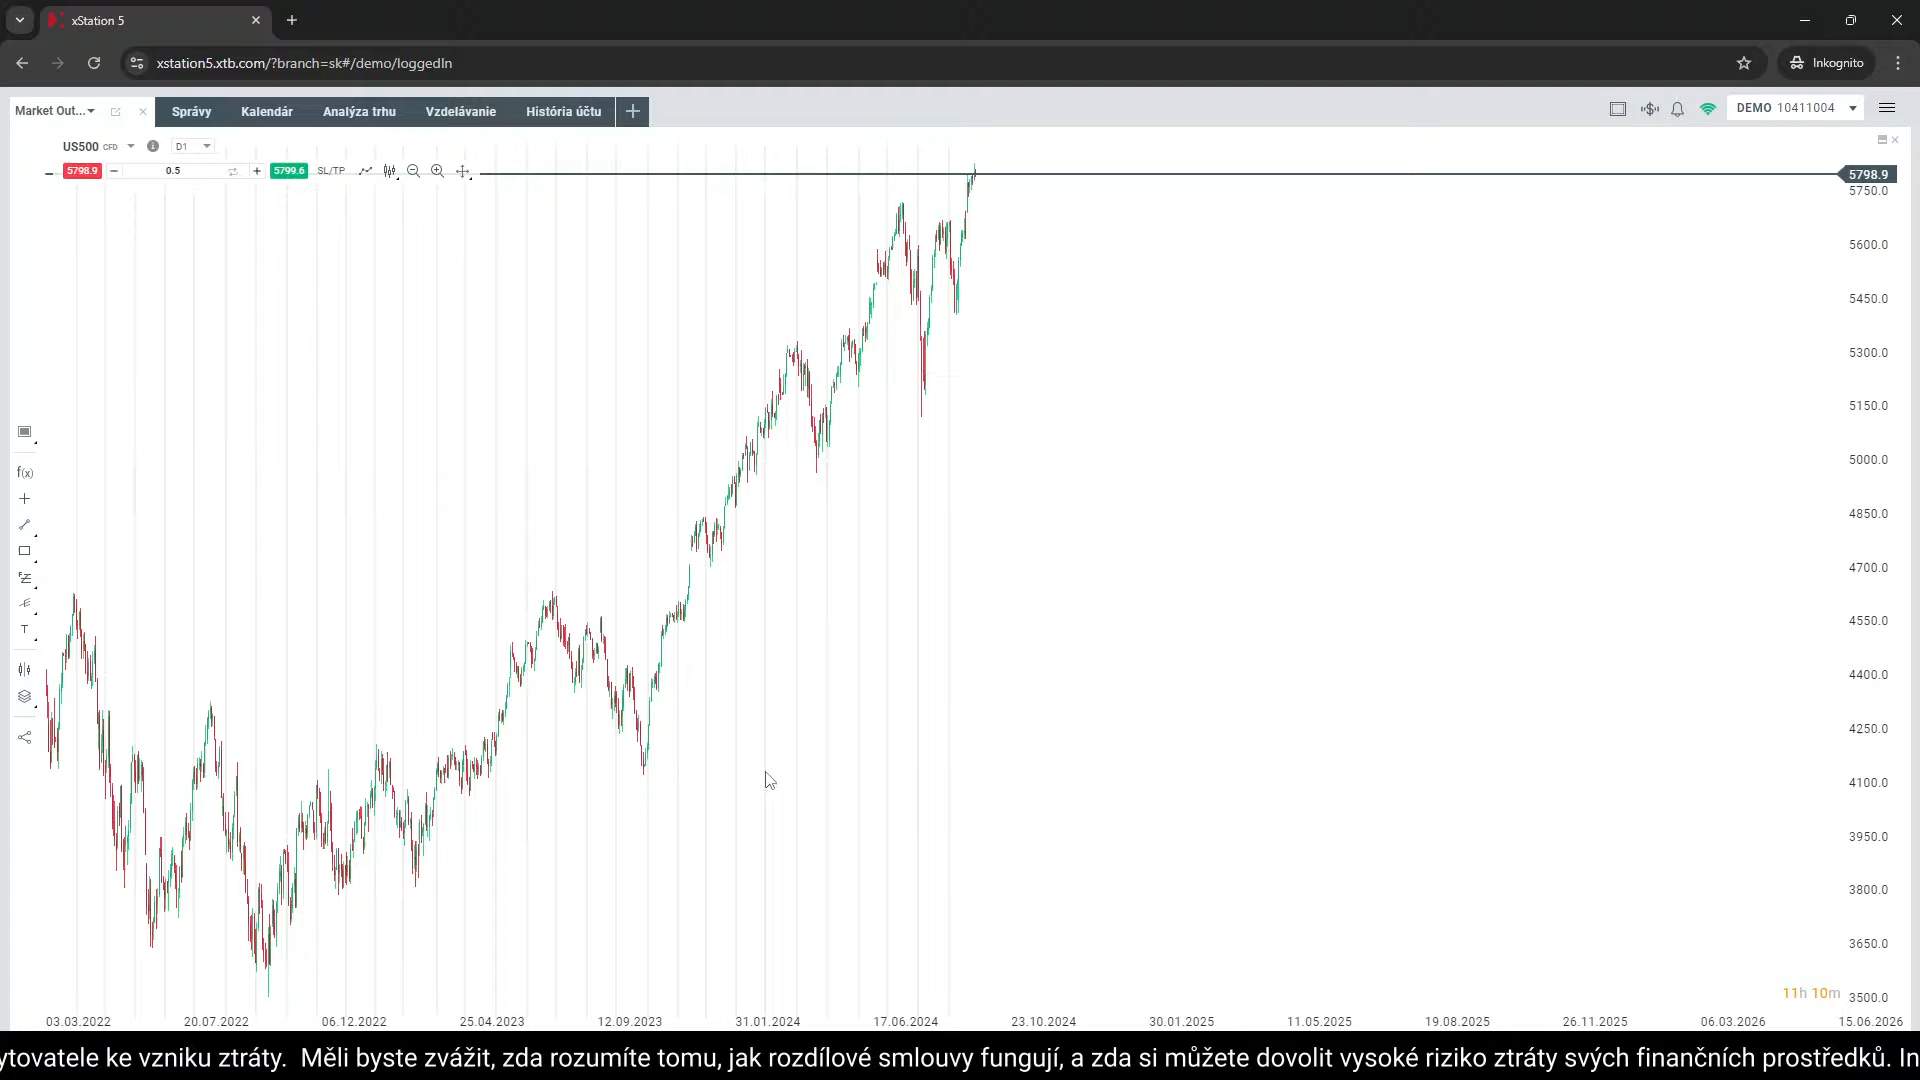 xStation 5
xstation5.xtb.com/?branch=sk#/demo/loggedIn
Inkognito
Market Out...
Správy
Kalendár
Analýza trhu
Vzdelávanie
História účtu
DEMO 10411004
US500 CFD
D1
5798.9
0.5
5799.6
SL/TP
5798.9
5750.0
5600.0
5450.0
5300.0
5150.0
5000.0
4850.0
4700.0
4550.0
4400.0
4250.0
4100.0
3950.0
3800.0
3650.0
3500.0
f(x)
T
11h 10m
03.03.2022
20.07.2022
06.12.2022
25.04.2023
12.09.2023
31.01.2024
17.06.2024
23.10.2024
30.01.2025
11.05.2025
19.08.2025
26.11.2025
06.03.2026
15.06.2026
ytovatele ke vzniku ztráty. Měli byste zvážit, zda rozumíte tomu, jak rozdílové smlouvy fungují, a zda si můžete dovolit vysoké riziko ztráty svých finančních prostředků. In